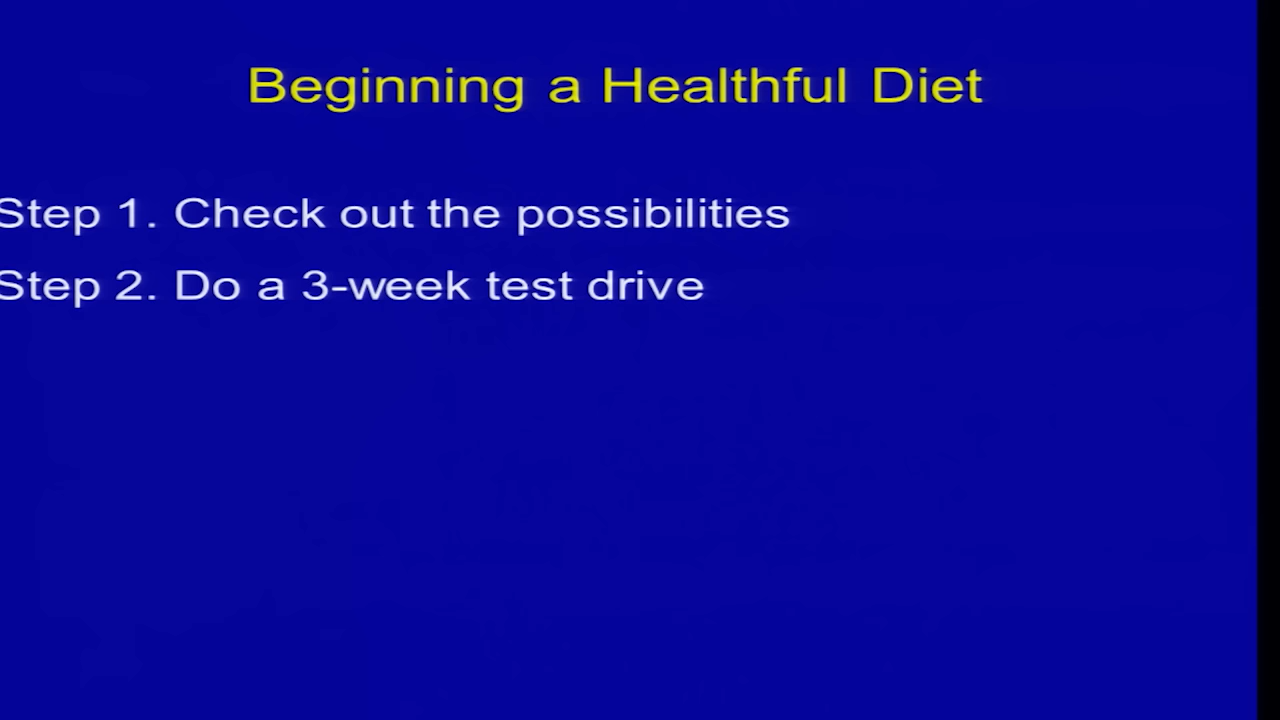 Beginning a Healthful Diet
Step 1. Check out the possibilities
Step 2. Do a 3-week test drive